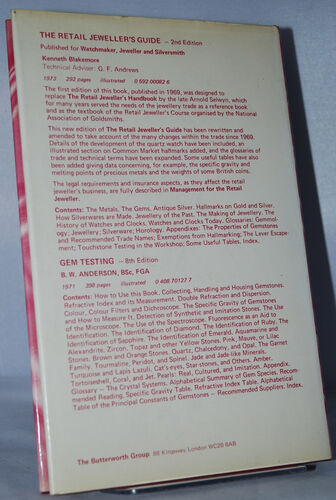 THE RETAIL JEWELLER'S GUIDE – 2nd Edition
Published for Watchmaker, Jeweller and Silversmith
Kenneth Blakemore
Technical Adviser: G. F. Andrews
1973 292 pages illustrated 0 592 00082 6
The first edition of this book, published in 1969, was designed to
replace The Retail Jeweller's Handbook by the late Arnold Selwyn, which
for many years served the needs of the jewellery trade as a reference book
and as the textbook of the Retail Jeweller's Course organised by the National
Association of Goldsmiths.
This new edition of The Retail Jeweller's Guide has been rewritten and
amended to take account of the many changes within the trade since 1969.
Details of the development of the quartz watch have been included, an
illustrated section on Common Market hallmarks added, and the glossaries of
trade and technical terms have been expanded. Some useful tables have also
been added giving data concerning, for example, the specific gravity and
melting points of precious metals and the weights of some British coins.
The legal requirements and insurance aspects, as they affect the retail
jeweller's business, are fully described in Management for the Retail
Jeweller.
Contents: The Metals. The Gems. Antique Silver. Hallmarks on Gold and Silver.
How Silverwares are Made. Jewellery of the Past. The Making of Jewellery. The
History of Watches and Clocks. Watches and Clocks Today. Glossaries: Gemmol-
logy; Jewellery; Silverware; Horology. Appendixes: The Properties of Gemstones
and Recommended Trade Names; Exemptions from Hallmarking; The Lever Escape-
ment; Touchstone Testing in the Workshop; Some Useful Tables. Index.
GEM TESTING – 8th Edition
B. W. ANDERSON, BSc, FGA
1971 390 pages illustrated 0 408 70127 7
Contents: How to Use this Book. Collecting, Handling and Housing Gemstones.
Refractive Index and its Measurement. Double Refraction and Dispersion.
Colour, Colour Filters and Dichroscope. The Specific Gravity of Gemstones
and How to Measure It. Detection of Synthetic and Imitation Stones. The Use
of the Microscope. The Use of the Spectroscope. Fluorescence as an Aid to
Identification. The Identification of Diamond. The Identification of Ruby. The
Identification of Sapphire. The Identification of Emerald. Aquamarine and
Alexandrite, Zircon, Topaz and other Yellow Stones. Pink, Mauve, or Lilac
Stones. Brown and Orange Stones. Quartz, Chalcedony, and Opal. The Garnet
Family. Tourmaline, Peridot, and Spinel. Jade and Jade-like Minerals.
Turquoise and Lapis Lazuli. Cat's-eyes, Star-stones, and Others. Amber,
Tortoiseshell, Coral, and Jet. Pearls: Real, Cultured, and Imitation. Appendix.
Glossary – The Crystal Systems. Alphabetical Summary of Gem Species. Recom-
mended Reading. Specific Gravity Table. Refractive Index Table. Alphabetical
Table of the Principal Constants of Gemstones – Recommended Suppliers. Index.
The Butterworth Group 88 Kingsway London WC2B 6AB